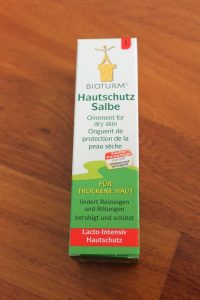 BIOTURM
Hautschutz
Salbe
Ointment for
dry skin
Onguent de
protection de la
peau sèche
FÜR
TROCKENE HAUT
lindert Reizungen
und Rötungen
beruhigt und schützt
Lacto-Intensiv
Hautschutz